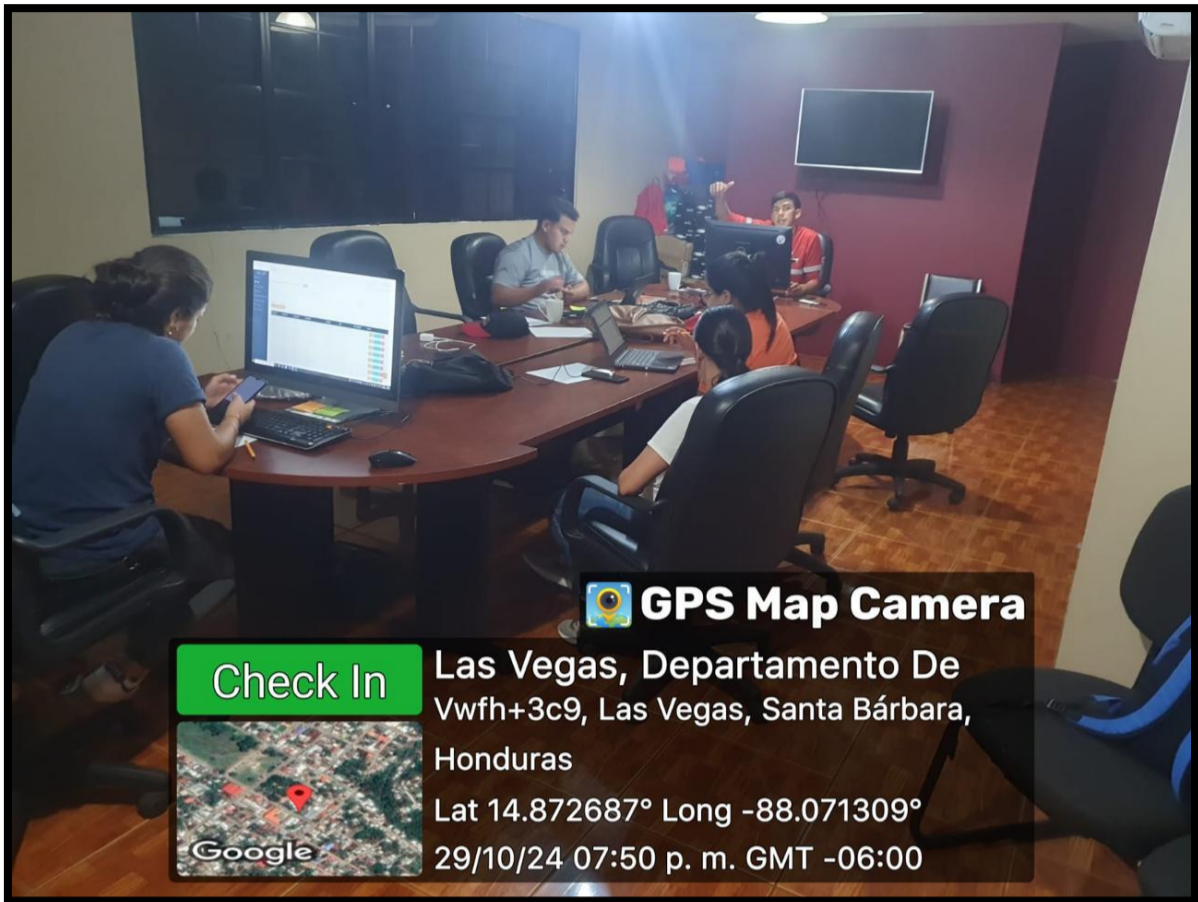 GPS Map Camera
Check In
Las Vegas, Departamento De
Vwfh+3c9, Las Vegas, Santa Bárbara,
Honduras
Lat 14.872687° Long -88.071309°
29/10/24 07:50 p. m. GMT -06:00
Google